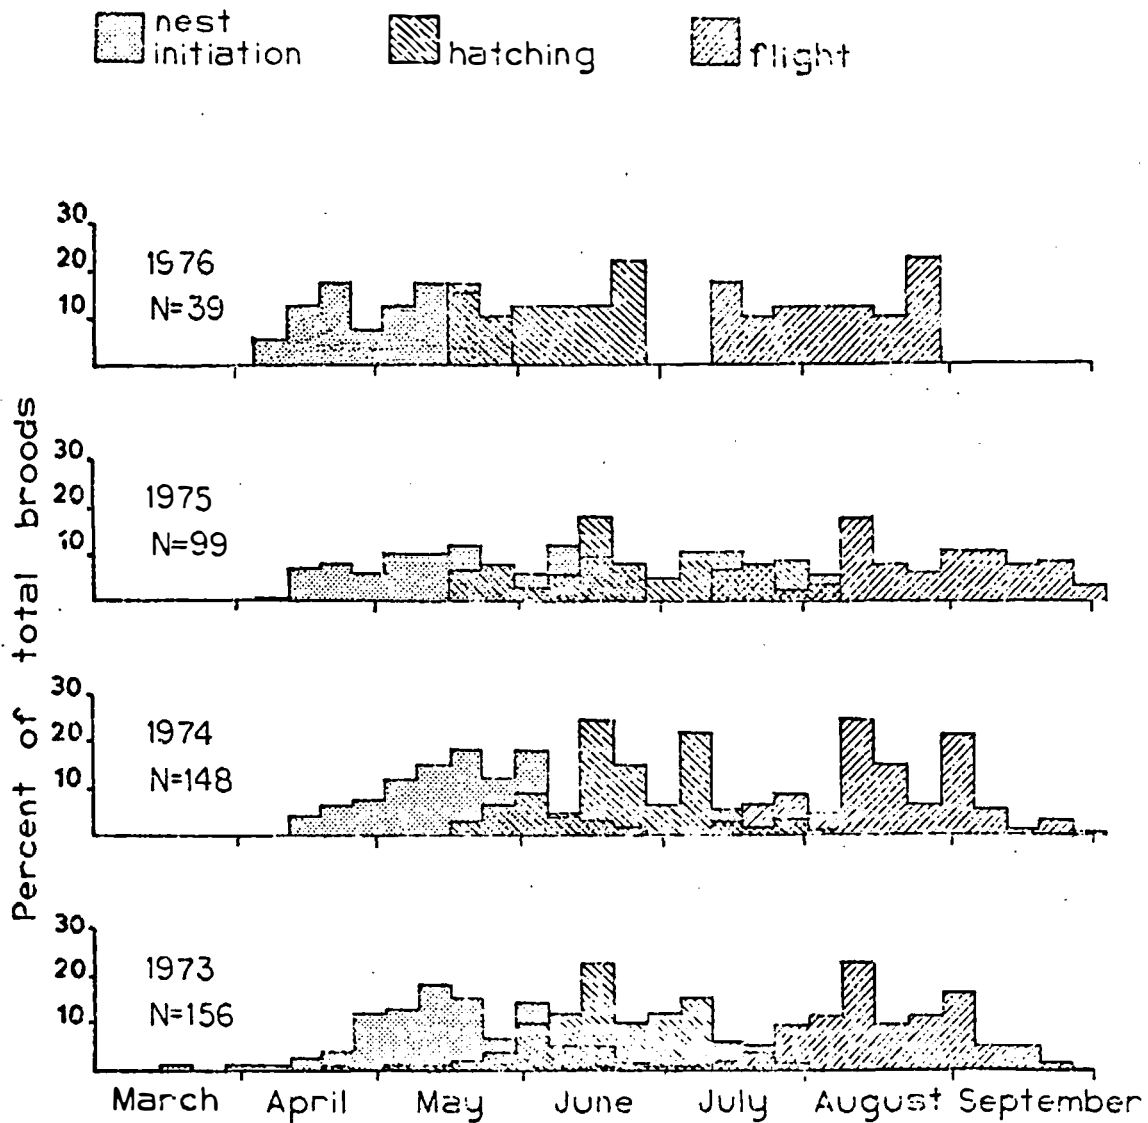 nest
initiation
hatching
flight
30
20
10
1976
N=39
30
20
10
1975
N=99
30
20
10
1974
N=148
30
20
10
1973
N=156
Percent of total broods
March April May June July August September